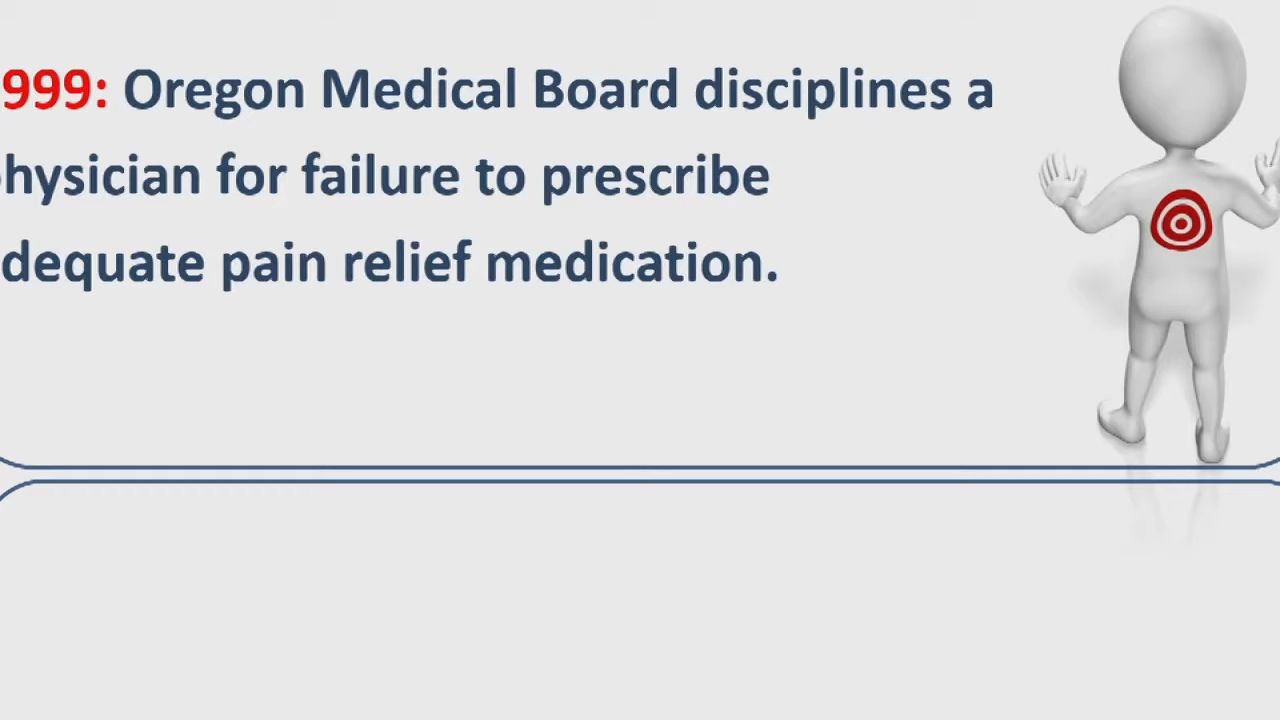 999: Oregon Medical Board disciplines a
hysician for failure to prescribe
dequate pain relief medication.